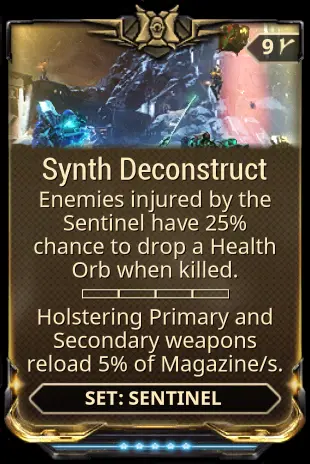 9
Synth Deconstruct
Enemies injured by the
Sentinel have 25%
chance to drop a Health
Orb when killed.
Holstering Primary and
Secondary weapons
reload 5% of Magazine/s.
SET: SENTINEL